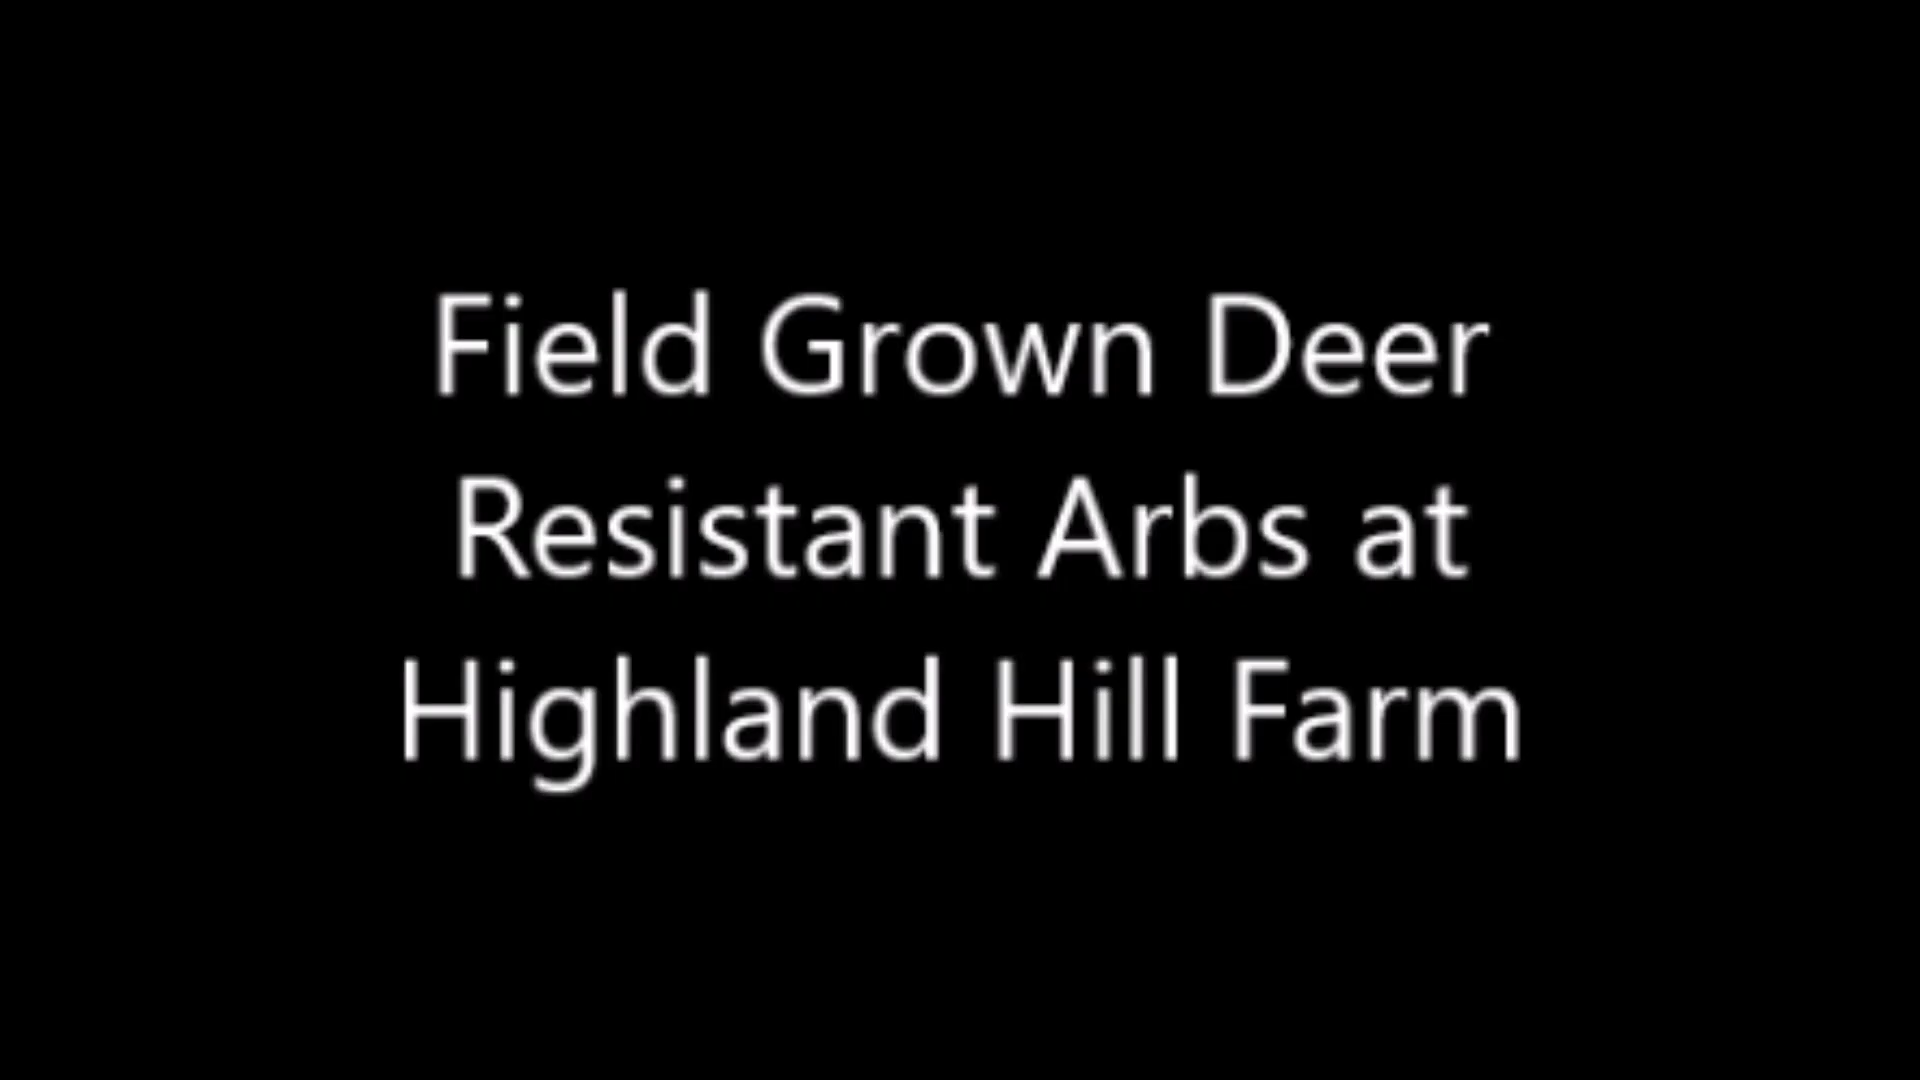 Field Grown Deer
Resistant Arbs at
Highland Hill Farm